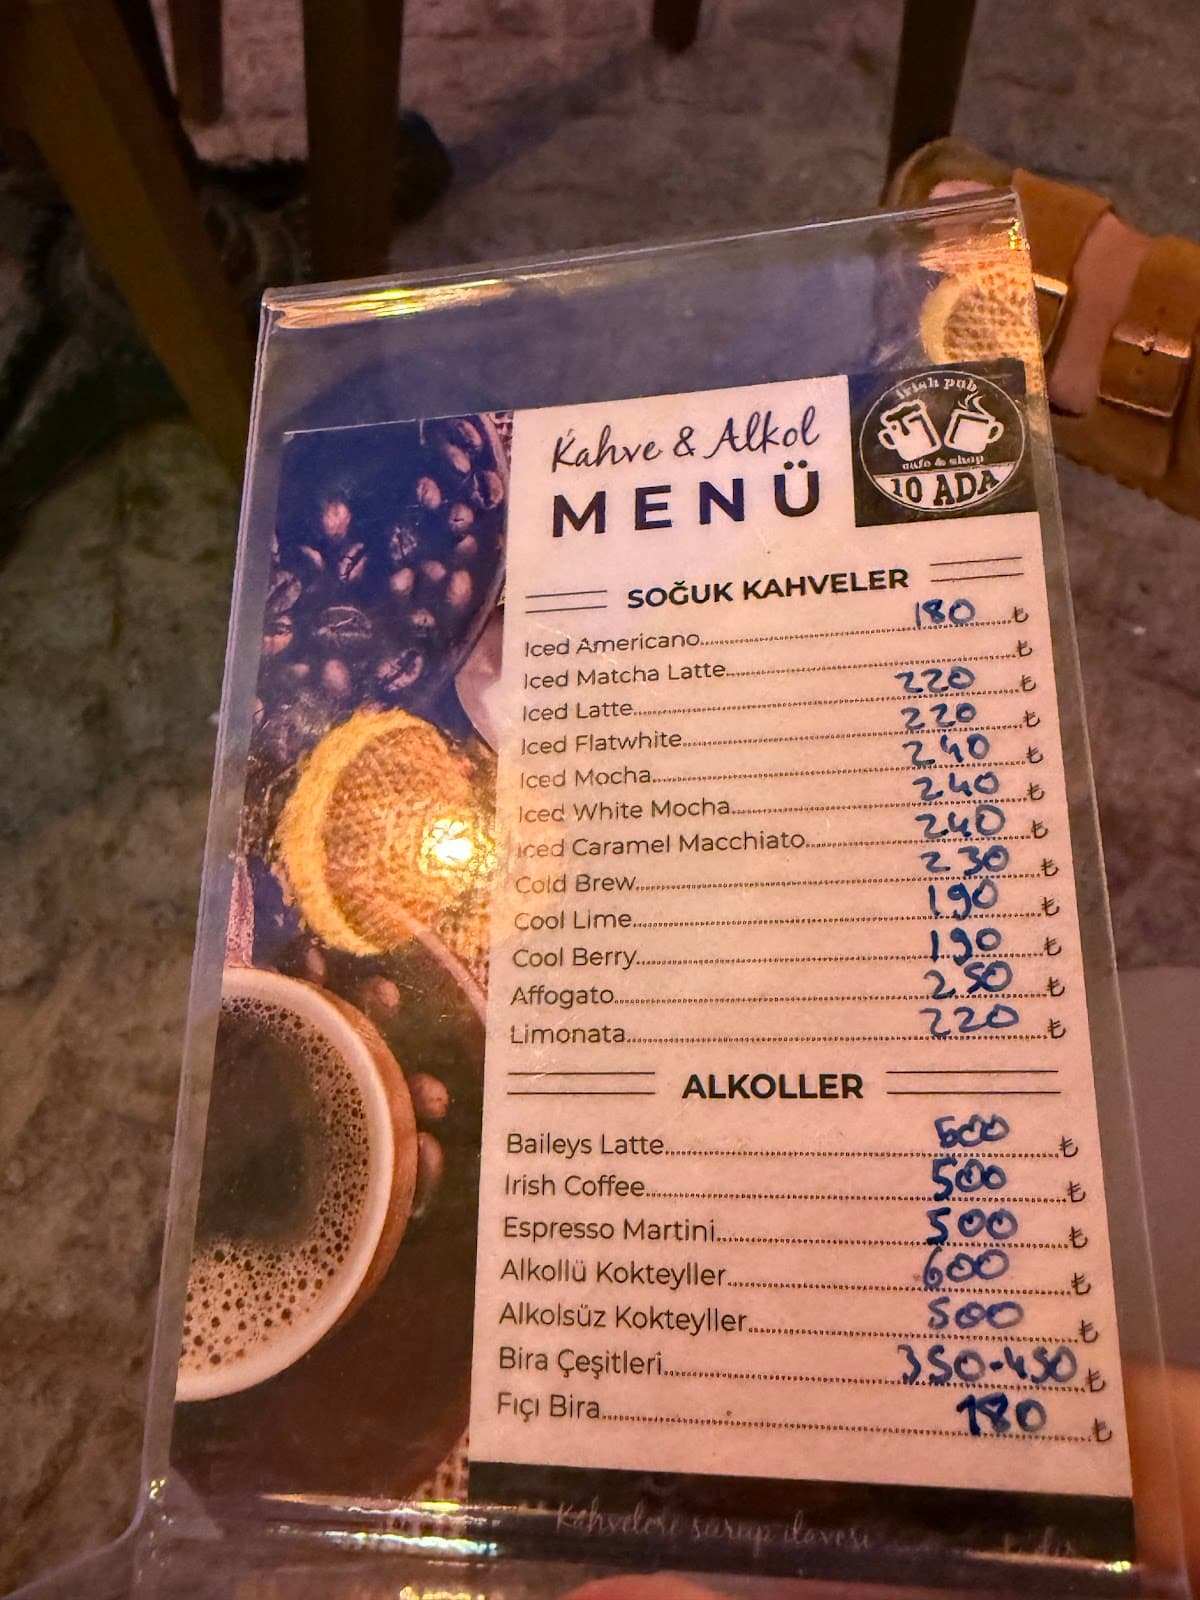 irish pub
cafe & shop
10 ADA
Kahve & Alkol
MENÜ
SOĞUK KAHVELER
Iced Americano 180 ₺
Iced Matcha Latte ₺
Iced Latte 220 ₺
Iced Flatwhite 220 ₺
Iced Mocha 240 ₺
Iced White Mocha 240 ₺
Iced Caramel Macchiato 240 ₺
Cold Brew 230 ₺
Cool Lime 190 ₺
Cool Berry 190 ₺
Affogato 250 ₺
Limonata 220 ₺
ALKOLLER
Baileys Latte 500 ₺
Irish Coffee 500 ₺
Espresso Martini 500 ₺
Alkollü Kokteyller 600 ₺
Alkolsüz Kokteyller 500 ₺
Bira Çeşitleri 350-450 ₺
Fıçı Bira 180 ₺
Kahvelere şurup ilavesi